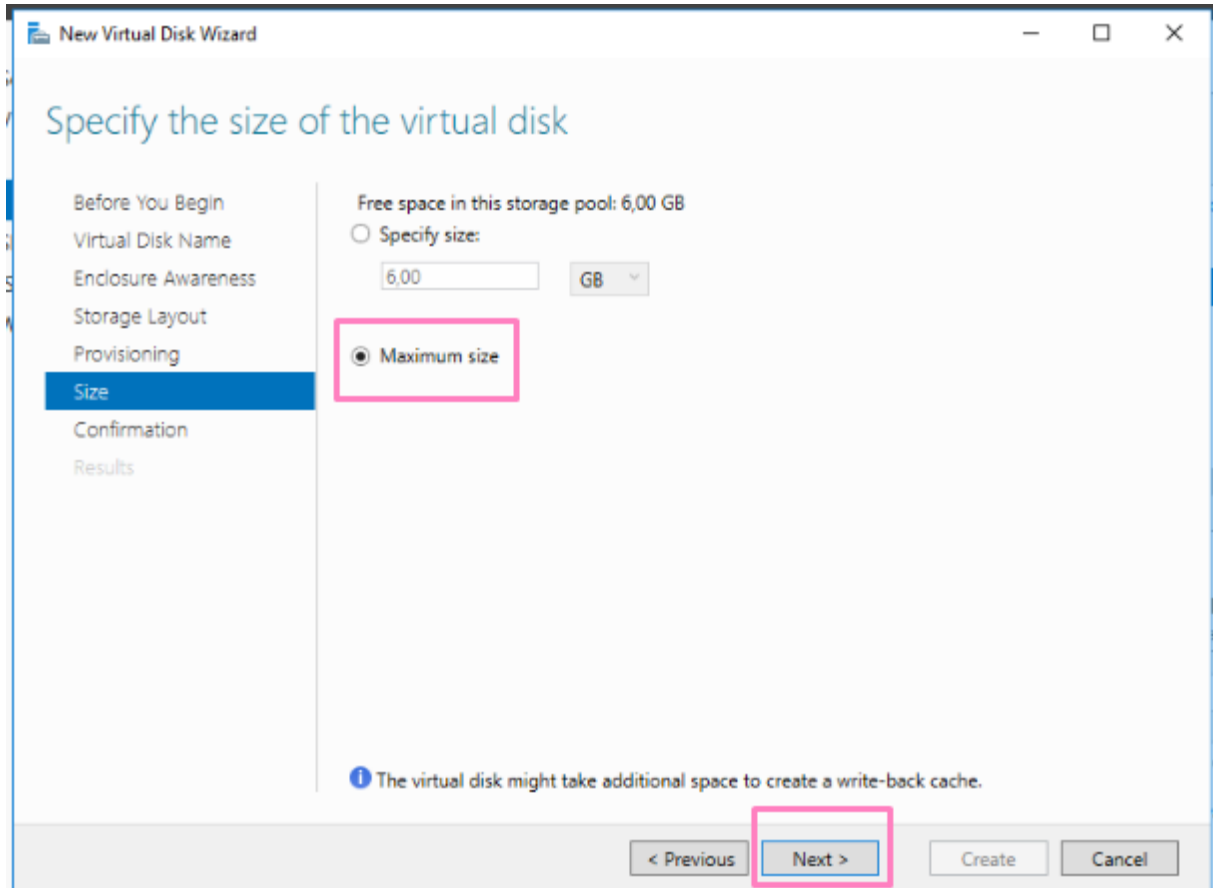 New Virtual Disk Wizard
Specify the size of the virtual disk
Before You Begin
Virtual Disk Name
Enclosure Awareness
Storage Layout
Provisioning
Size
Confirmation
Results
Free space in this storage pool: 6,00 GB
Specify size:
6,00 GB
Maximum size
The virtual disk might take additional space to create a write-back cache.
< Previous Next > Create Cancel